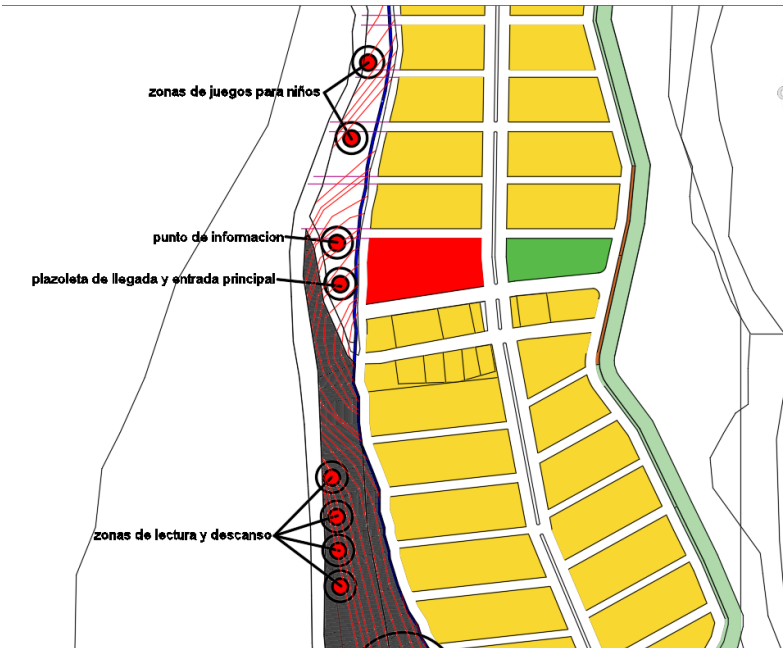 zonas de juegos para niños
punto de informacion
plazoleta de llegada y entrada principal
zonas de lectura y descanso